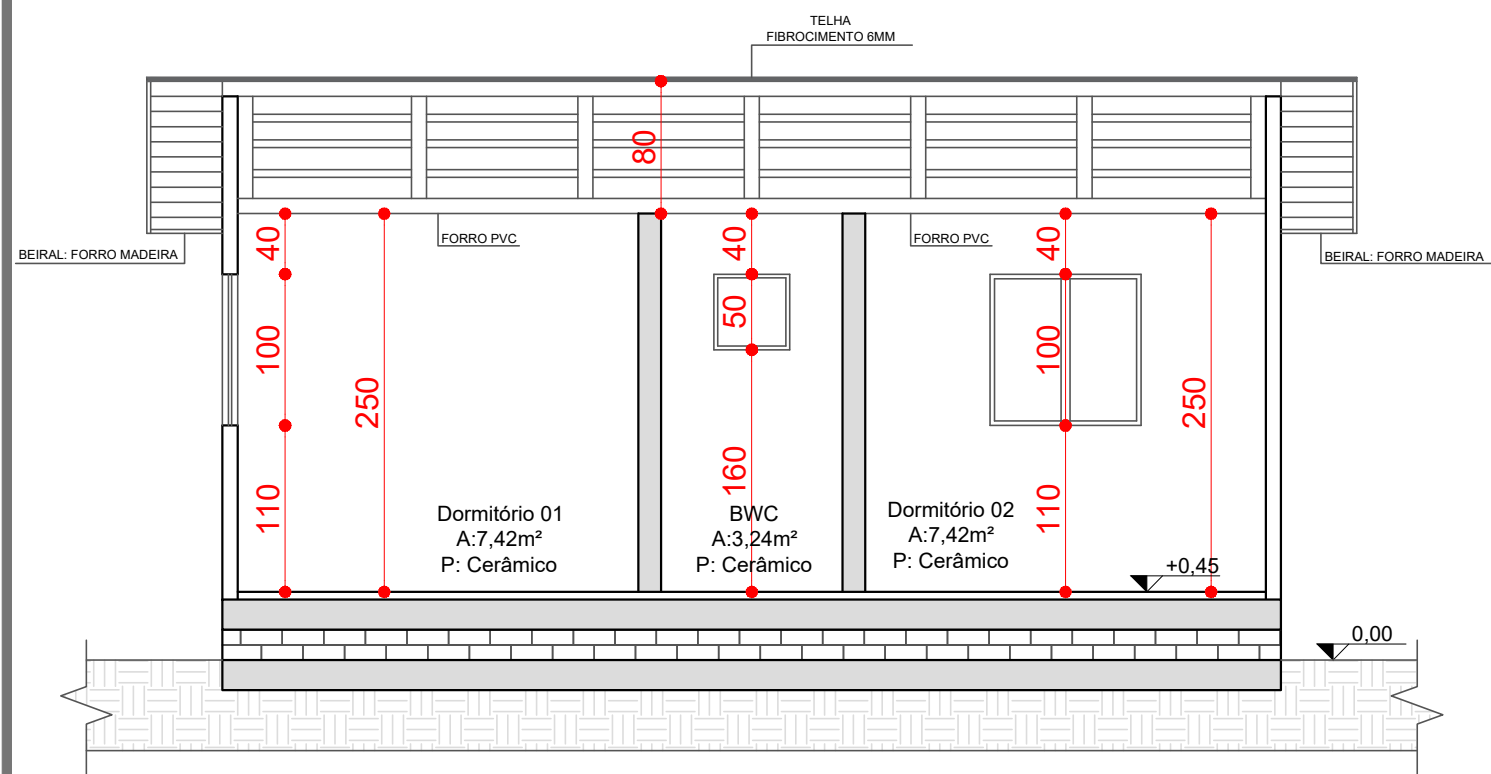 TELHA
FIBROCIMENTO 6MM
80
40
40
40
FORRO PVC
FORRO PVC
BEIRAL: FORRO MADEIRA
BEIRAL: FORRO MADEIRA
50
100
100
250
250
160
110
110
Dormitório 01
A:7,42m²
P: Cerâmico
BWC
A:3,24m²
P: Cerâmico
Dormitório 02
A:7,42m²
P: Cerâmico
+0,45
0,00